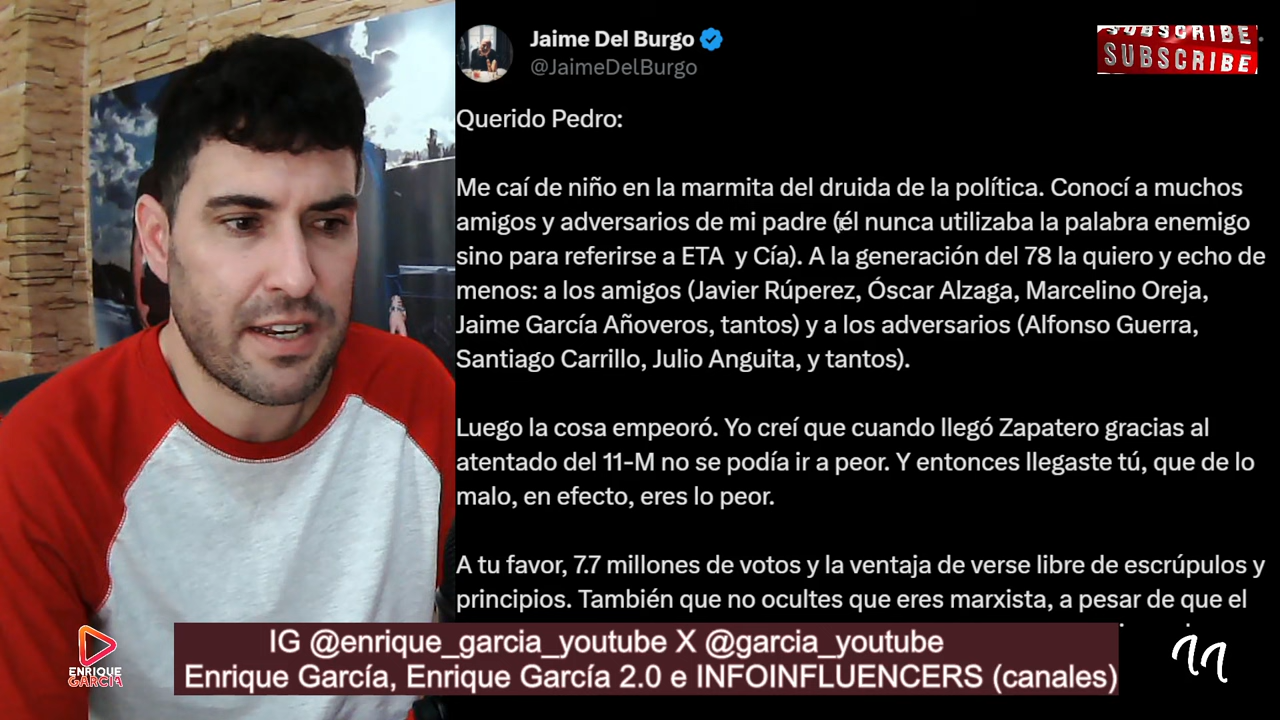 Jaime Del Burgo
@JaimeDelBurgo
SUBSCRIBE
SUBSCRIBE
Querido Pedro:
Me caí de niño en la marmita del druida de la política. Conocí a muchos
amigos y adversarios de mi padre (él nunca utilizaba la palabra enemigo
sino para referirse a ETA y Cía). A la generación del 78 la quiero y echo de
menos: a los amigos (Javier Rúperez, Óscar Alzaga, Marcelino Oreja,
Jaime García Añoveros, tantos) y a los adversarios (Alfonso Guerra,
Santiago Carrillo, Julio Anguita, y tantos).
Luego la cosa empeoró. Yo creí que cuando llegó Zapatero gracias al
atentado del 11-M no se podía ir a peor. Y entonces llegaste tú, que de lo
malo, en efecto, eres lo peor.
A tu favor, 7.7 millones de votos y la ventaja de verse libre de escrúpulos y
principios. También que no ocultes que eres marxista, a pesar de que el
IG @enrique_garcia_youtube X @garcia_youtube
Enrique García, Enrique García 2.0 e INFOINFLUENCERS (canales)
ENRIQUE
GARCIA